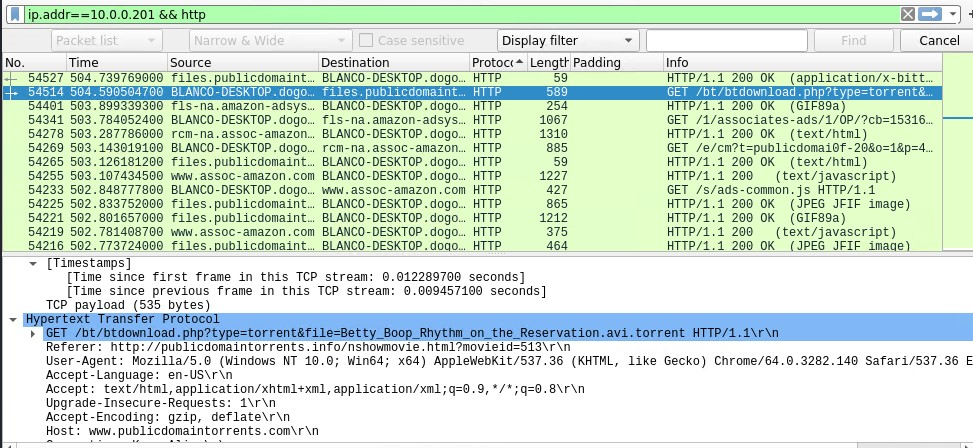 ip.addr==10.0.0.201 && http
Packet list Narrow & Wide Case sensitive Display filter Find Cancel
No. Time Source Destination Protocc Length Padding Info
54527 504.739769000 files.publicdomaint… BLANCO-DESKTOP.dogo… HTTP 59 HTTP/1.1 200 OK (application/x-bitt…
54514 504.590504700 BLANCO-DESKTOP.dogo… files.publicdomaint… HTTP 589 GET /bt/btdownload.php?type=torrent&…
54401 503.899339300 fls-na.amazon-adsys… BLANCO-DESKTOP.dogo… HTTP 254 HTTP/1.1 200 OK (GIF89a)
54341 503.784052400 BLANCO-DESKTOP.dogo… fls-na.amazon-adsys… HTTP 1067 GET /1/associates-ads/1/OP/?cb=15316…
54278 503.287786000 rcm-na.assoc-amazon… BLANCO-DESKTOP.dogo… HTTP 1310 HTTP/1.1 200 OK (text/html)
54269 503.143019100 BLANCO-DESKTOP.dogo… rcm-na.assoc-amazon… HTTP 885 GET /e/cm?t=publicdomai0f-20&o=1&p=4…
54265 503.126181200 files.publicdomaint… BLANCO-DESKTOP.dogo… HTTP 59 HTTP/1.1 200 OK (text/html)
54255 503.107434500 www.assoc-amazon.com BLANCO-DESKTOP.dogo… HTTP 1227 HTTP/1.1 200 (text/javascript)
54233 502.848777800 BLANCO-DESKTOP.dogo… www.assoc-amazon.com HTTP 427 GET /s/ads-common.js HTTP/1.1
54225 502.833752000 files.publicdomaint… BLANCO-DESKTOP.dogo… HTTP 865 HTTP/1.1 200 OK (JPEG JFIF image)
54221 502.801657000 files.publicdomaint… BLANCO-DESKTOP.dogo… HTTP 1212 HTTP/1.1 200 OK (GIF89a)
54219 502.781408700 www.assoc-amazon.com BLANCO-DESKTOP.dogo… HTTP 375 HTTP/1.1 200 OK (text/javascript)
54216 502.773724000 files.publicdomaint… BLANCO-DESKTOP.dogo… HTTP 464 HTTP/1.1 200 OK (JPEG JFIF image)
[Timestamps]
[Time since first frame in this TCP stream: 0.012289700 seconds]
[Time since previous frame in this TCP stream: 0.009457100 seconds]
TCP payload (535 bytes)
Hypertext Transfer Protocol
GET /bt/btdownload.php?type=torrent&file=Betty_Boop_Rhythm_on_the_Reservation.avi.torrent HTTP/1.1\r\n
Referer: http://publicdomaintorrents.info/nshowmovie.html?movieid=513\r\n
User-Agent: Mozilla/5.0 (Windows NT 10.0; Win64; x64) AppleWebKit/537.36 (KHTML, like Gecko) Chrome/64.0.3282.140 Safari/537.36 E
Accept-Language: en-US\r\n
Accept: text/html,application/xhtml+xml,application/xml;q=0.9,*/*;q=0.8\r\n
Upgrade-Insecure-Requests: 1\r\n
Accept-Encoding: gzip, deflate\r\n
Host: www.publicdomaintorrents.com\r\n